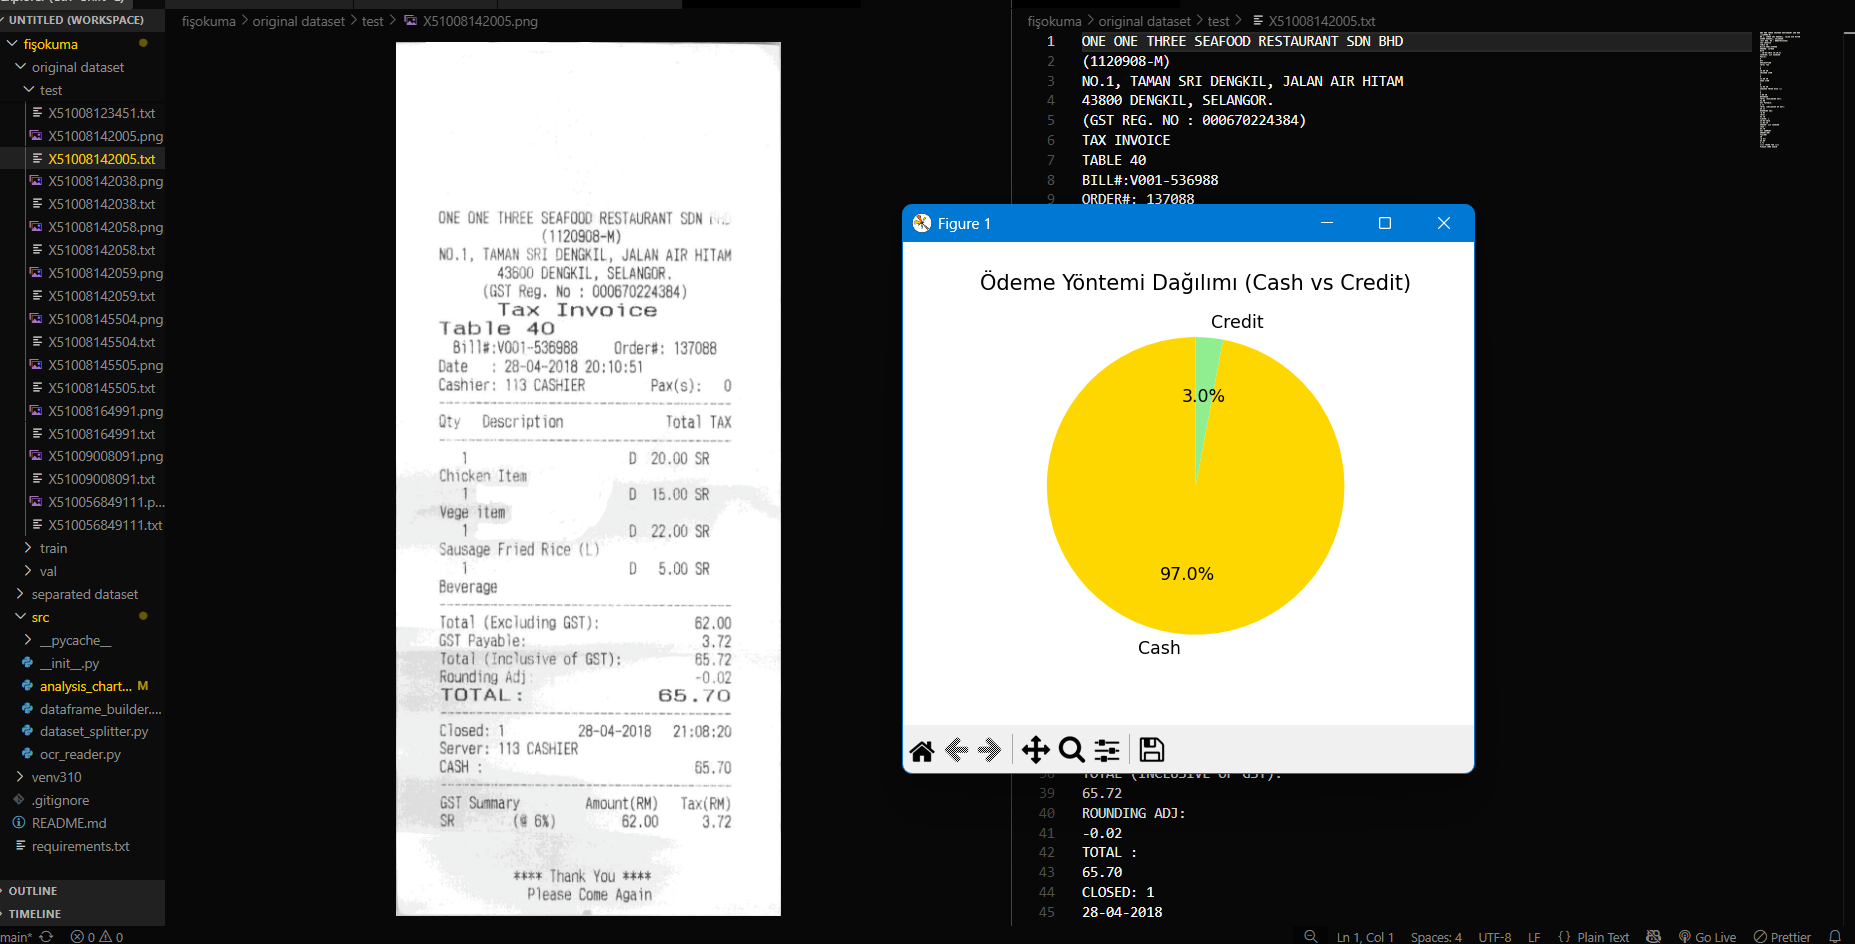 UNTITLED (WORKSPACE)
fişokuma
original dataset
test
X51008123451.txt
X51008142005.png
X51008142005.txt
X51008142038.png
X51008142038.txt
X51008142058.png
X51008142058.txt
X51008142059.png
X51008142059.txt
X51008145504.png
X51008145504.txt
X51008145505.png
X51008145505.txt
X51008164991.png
X51008164991.txt
X51009008091.png
X51009008091.txt
X510056849111.p...
X510056849111.txt
train
val
separated dataset
src
__pycache__
__init__.py
analysis_chart... M
dataframe_builder....
dataset_splitter.py
ocr_reader.py
venv310
.gitignore
README.md
requirements.txt
OUTLINE
TIMELINE
fişokuma > original dataset > test > X51008142005.png
ONE ONE THREE SEAFOOD RESTAURANT SDN
(1120908-M)
NO.1, TAMAN SRI DENGKIL, JALAN AIR HITAM
43800 DENGKIL, SELANGOR.
(GST Reg. No : 000670224384)
Tax Invoice
Table 40
Bill#:V001-536988 Order#: 137088
Date : 28-04-2018 20:10:51
Cashier: 113 CASHIER Pax(s): 0
Qty Description Total TAX
1 D 20.00 SR
Chicken Item
1 D 15.00 SR
Vege item
1 D 22.00 SR
Sausage Fried Rice (L)
1 D 5.00 SR
Beverage
Total (Excluding GST): 62.00
GST Payable: 3.72
Total (Inclusive of GST): 65.72
Rounding Adj: -0.02
TOTAL : 65.70
Closed: 1 28-04-2018 21:08:20
Server: 113 CASHIER
CASH : 65.70
GST Summary Amount(RM) Tax(RM)
SR (@ 6%) 62.00 3.72
**** Thank You ****
Please Come Again
fişokuma > original dataset > test > X51008142005.txt
1 ONE ONE THREE SEAFOOD RESTAURANT SDN BHD
2 (1120908-M)
3 NO.1, TAMAN SRI DENGKIL, JALAN AIR HITAM
4 43800 DENGKIL, SELANGOR.
5 (GST REG. NO : 000670224384)
6 TAX INVOICE
7 TABLE 40
8 BILL#:V001-536988
9 ORDER#: 137088
Figure 1
Ödeme Yöntemi Dağılımı (Cash vs Credit)
Credit
3.0%
97.0%
Cash
38 TOTAL (INCLUSIVE OF GST):
39 65.72
40 ROUNDING ADJ:
41 -0.02
42 TOTAL :
43 65.70
44 CLOSED: 1
45 28-04-2018
main* 0 0
Ln 1, Col 1 Spaces: 4 UTF-8 LF {} Plain Text Go Live Prettier